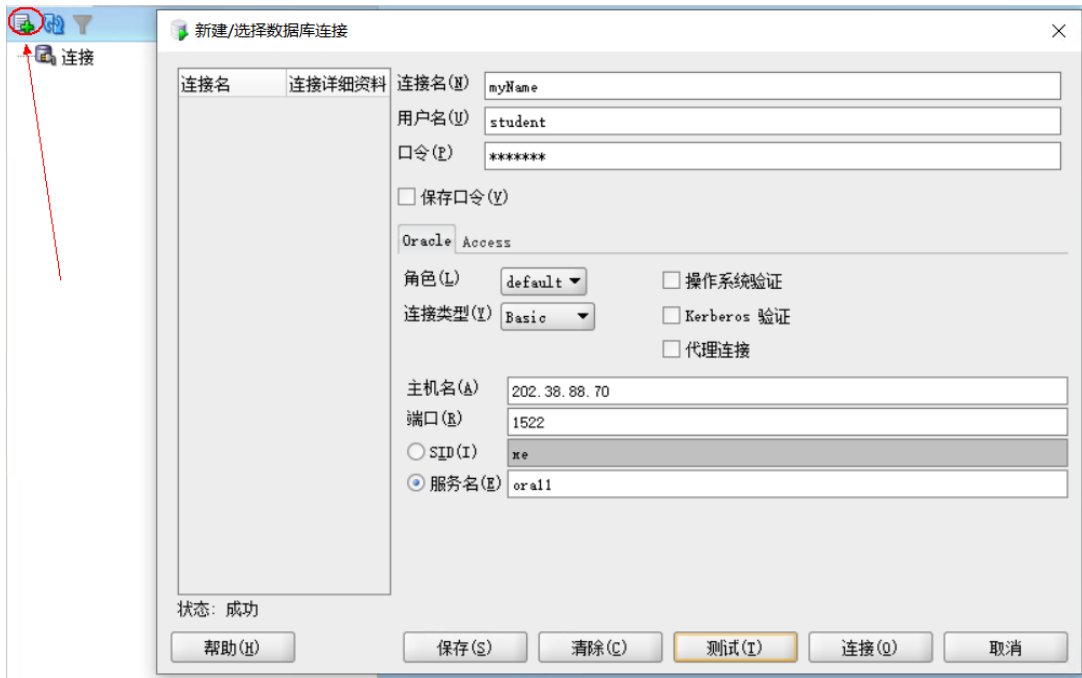 新建/选择数据库连接
连接
连接名 连接详细资料
连接名(N) myName
用户名(U) student
口令(P) *******
保存口令(V)
Oracle Access
角色(L) default
操作系统验证
连接类型(Y) Basic
Kerberos 验证
代理连接
主机名(A) 202.38.88.70
端口(R) 1522
SID(I) xe
服务名(E) ora11
状态: 成功
帮助(H) 保存(S) 清除(C) 测试(T) 连接(O) 取消